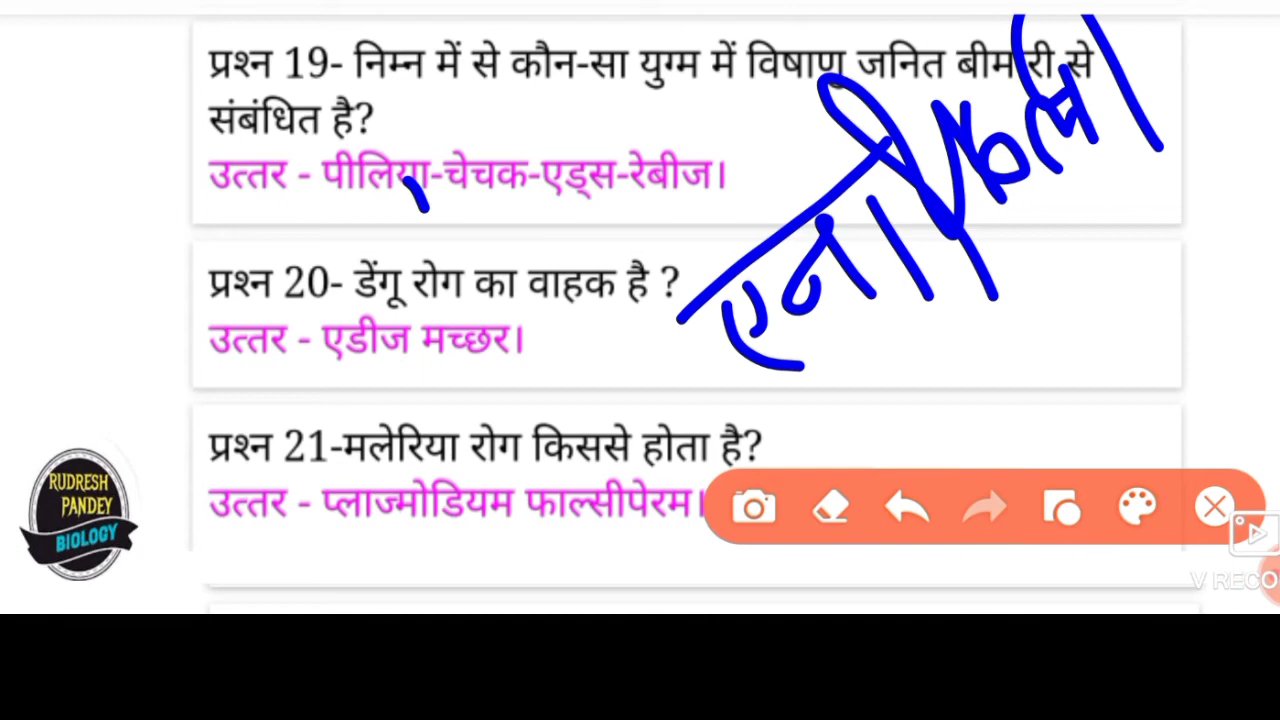 प्रश्न 19- निम्न में से कौन-सा युग्म में विषाणु जनित बीमारी से
संबंधित है?
उत्तर - पीलिया-चेचक-एड्स-रेबीज।
प्रश्न 20- डेंगू रोग का वाहक है ?
उत्तर - एडीज मच्छर।
प्रश्न 21-मलेरिया रोग किससे होता है?
उत्तर - प्लाज्मोडियम फाल्सीपेरम।
RUDRESH
PANDEY
BIOLOGY
V RECO